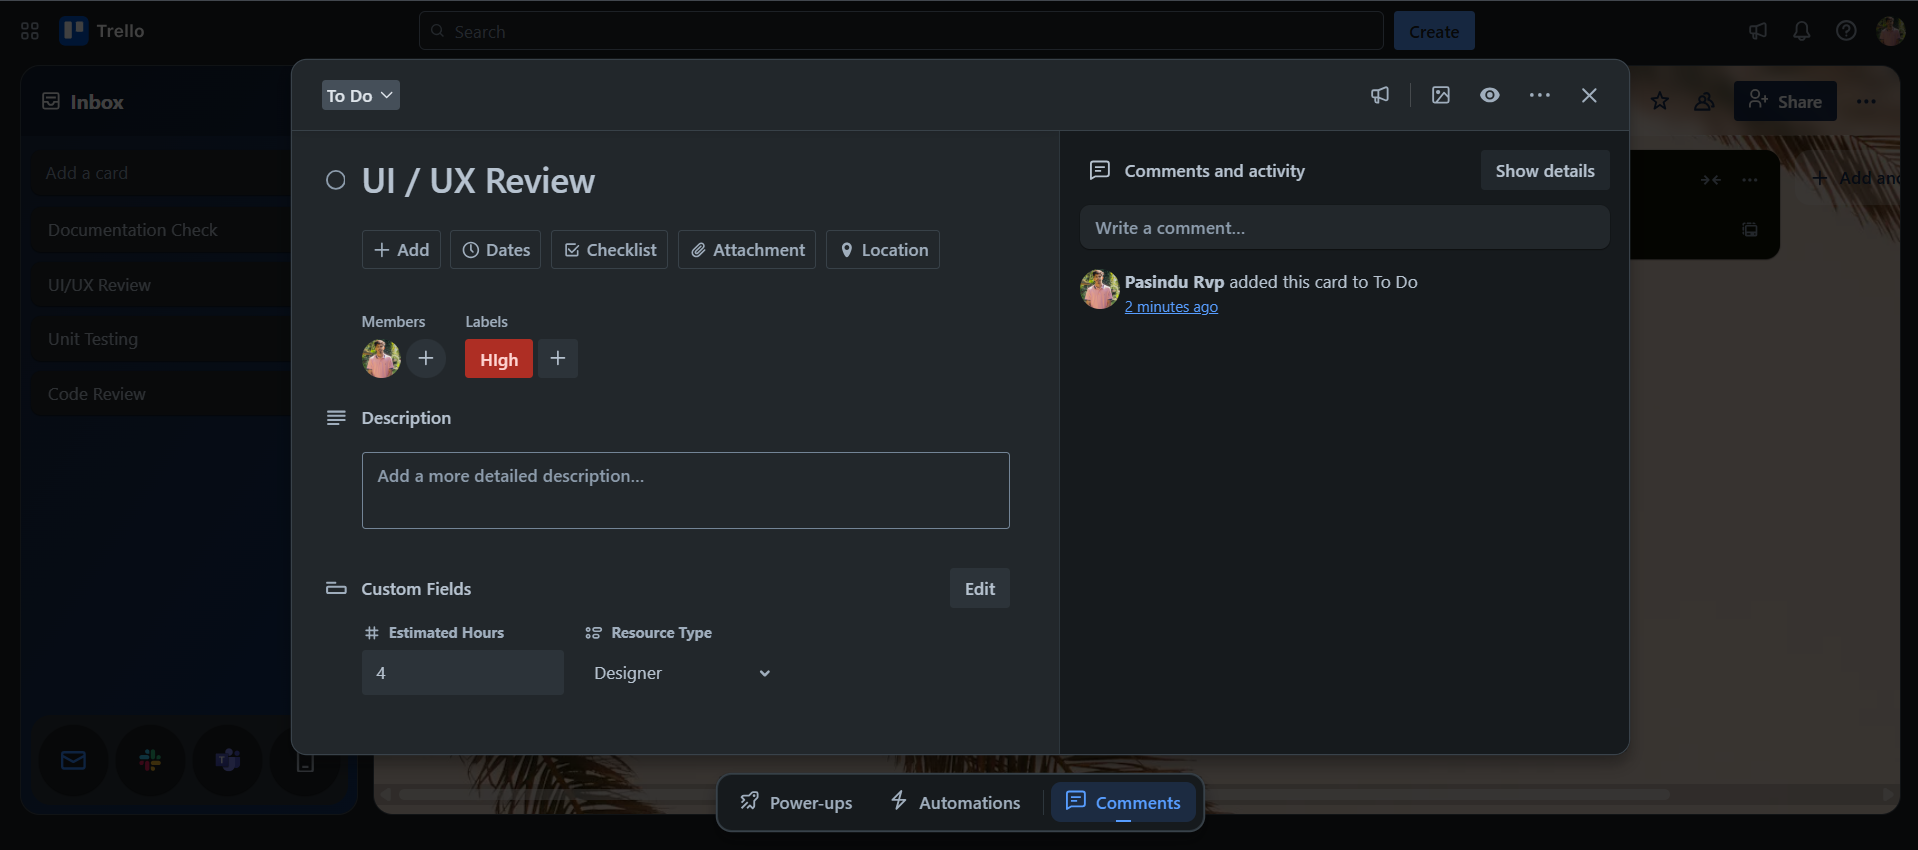 Trello
Search
Create
Inbox
Add a card
Documentation Check
UI/UX Review
Unit Testing
Code Review
To Do
Share
UI / UX Review
Add
Dates
Checklist
Attachment
Location
Members
Labels
HIgh
Description
Add a more detailed description...
Custom Fields
Edit
Estimated Hours
Resource Type
4
Designer
Comments and activity
Show details
Write a comment...
Pasindu Rvp added this card to To Do
2 minutes ago
Add
Power-ups
Automations
Comments